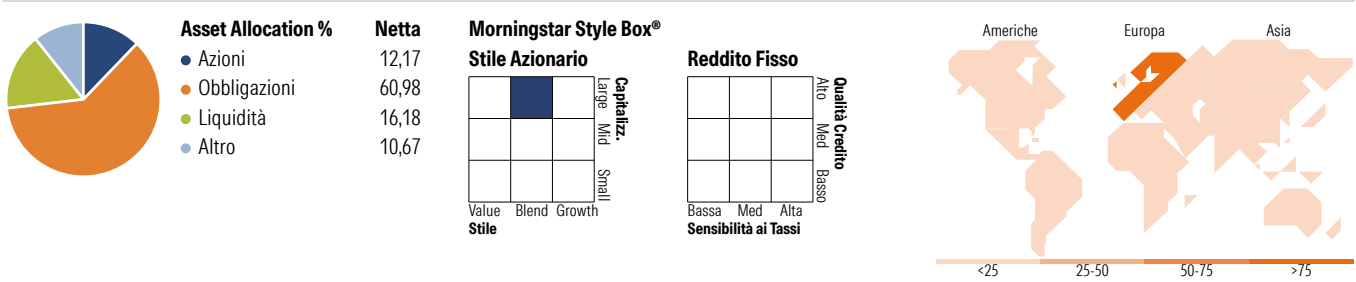 Asset Allocation % Netta
Azioni 12,17
Obbligazioni 60,98
Liquidità 16,18
Altro 10,67
Morningstar Style Box®
Stile Azionario
Large Mid Small
Capitalizz.
Value Blend Growth
Stile
Reddito Fisso
Alto Med Basso
Qualità Credito
Bassa Med Alta
Sensibilità ai Tassi
Americhe Europa Asia
<25 25-50 50-75 >75